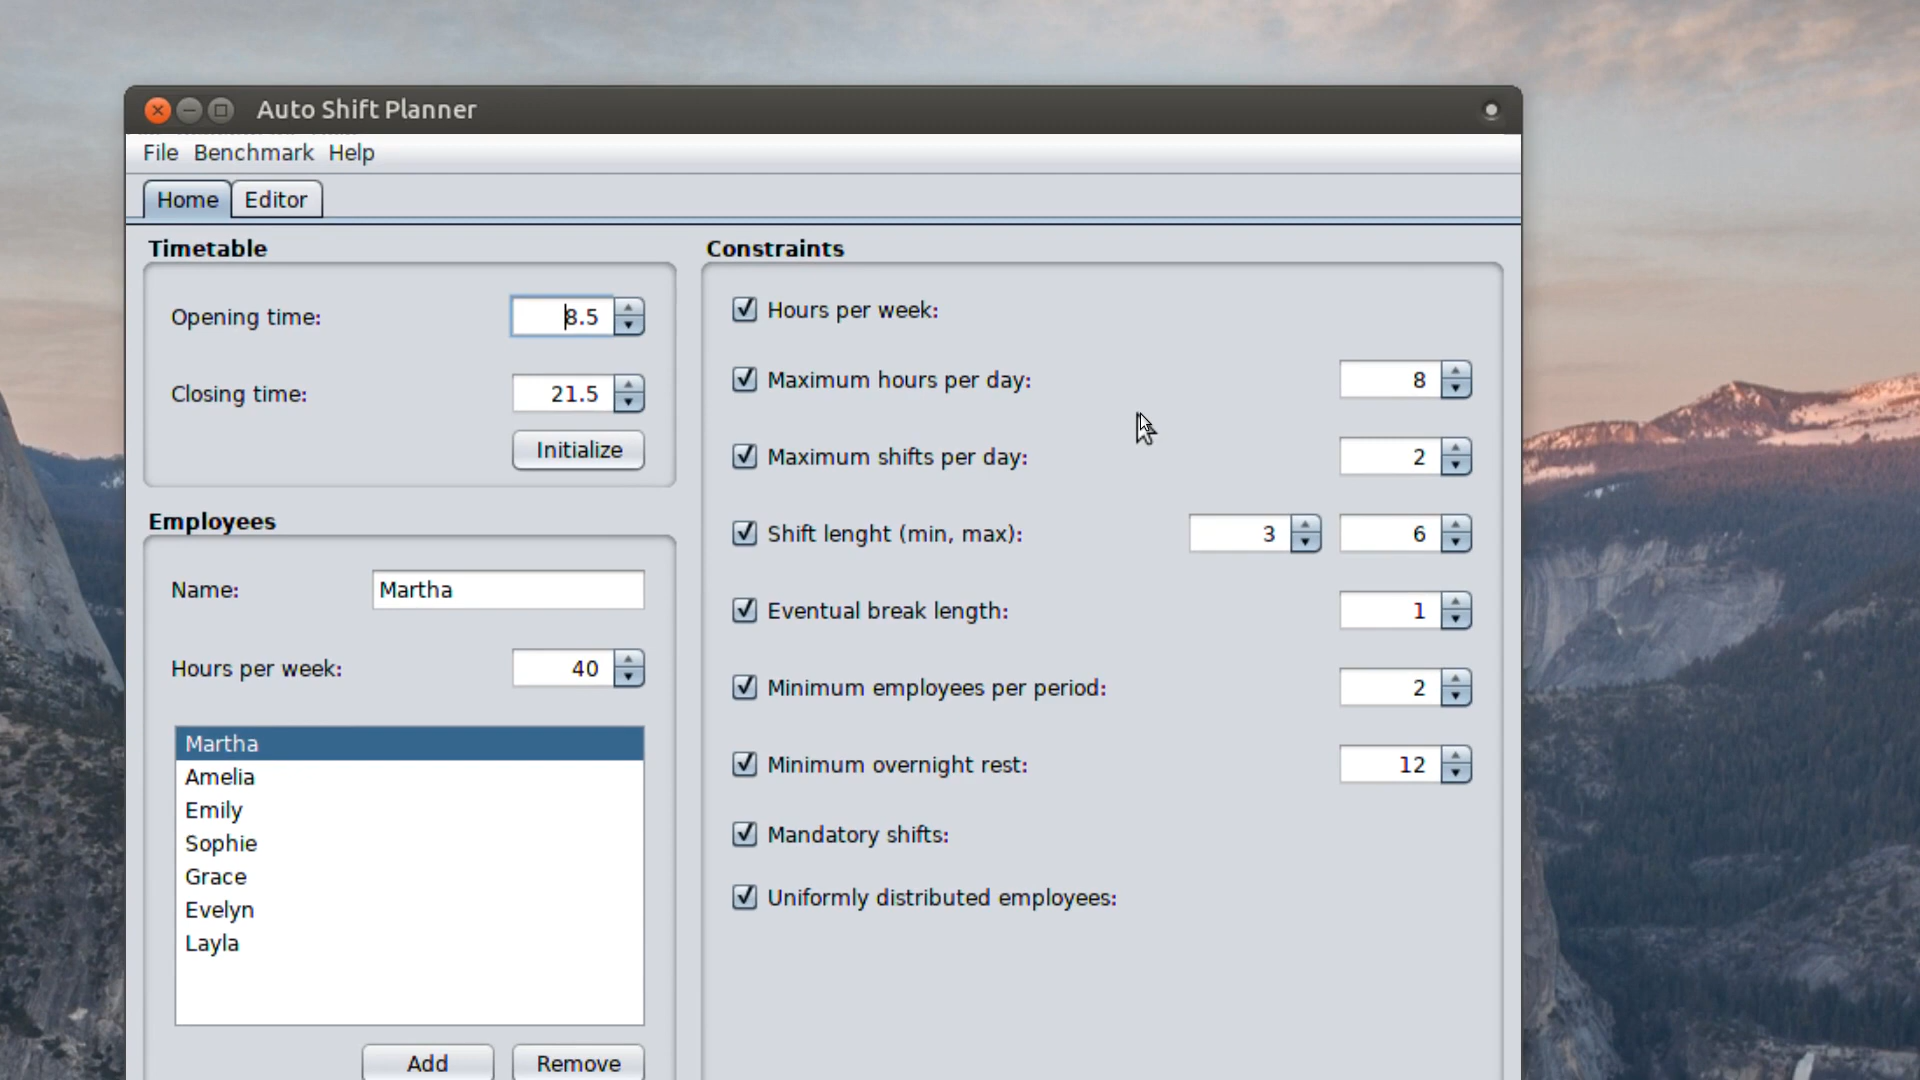 Auto Shift Planner
File Benchmark Help
Home Editor
Timetable
Opening time: 8.5
Closing time: 21.5
Initialize
Employees
Name: Martha
Hours per week: 40
Martha
Amelia
Emily
Sophie
Grace
Evelyn
Layla
Add Remove
Constraints
Hours per week:
Maximum hours per day: 8
Maximum shifts per day: 2
Shift lenght (min, max): 3 6
Eventual break length: 1
Minimum employees per period: 2
Minimum overnight rest: 12
Mandatory shifts:
Uniformly distributed employees: